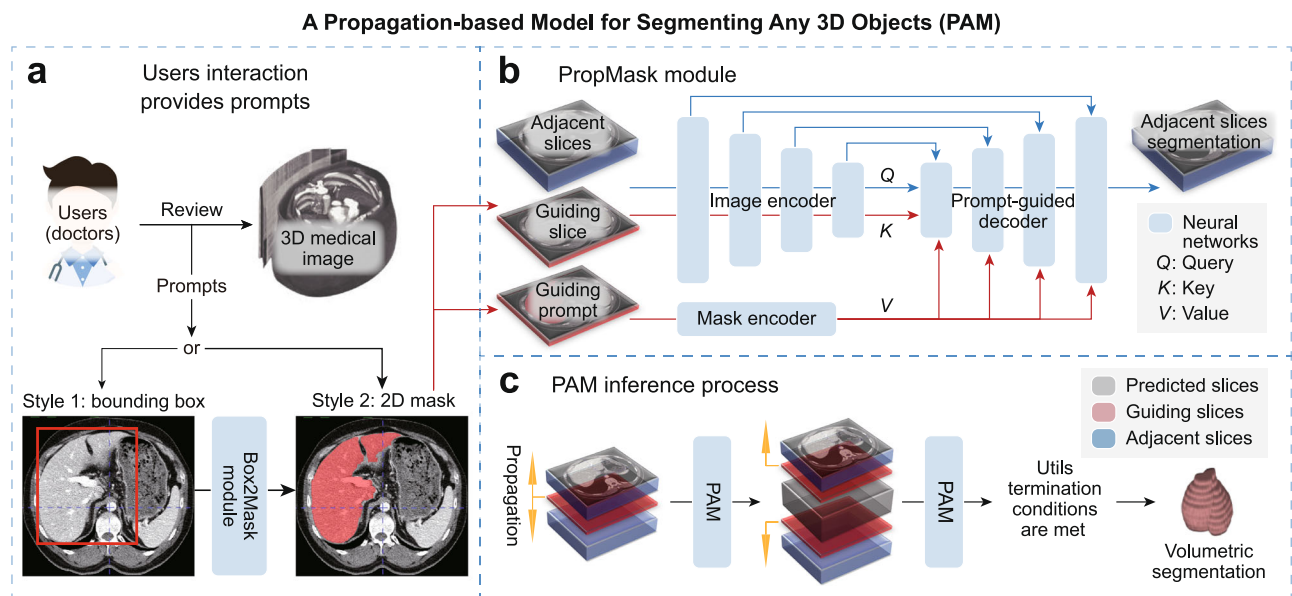 A Propagation-based Model for Segmenting Any 3D Objects (PAM)
a
Users interaction
provides prompts
Users
(doctors)
Review
3D medical
image
Prompts
or
Style 1: bounding box
Style 2: 2D mask
Box2Mask
module
b
PropMask module
Adjacent
slices
Guiding
slice
Guiding
prompt
Image encoder
Mask encoder
Q
K
V
Prompt-guided
decoder
Adjacent slices
segmentation
Neural
networks
Q: Query
K: Key
V: Value
c
PAM inference process
Propagation
PAM
PAM
Utils
termination
conditions
are met
Predicted slices
Guiding slices
Adjacent slices
Volumetric
segmentation